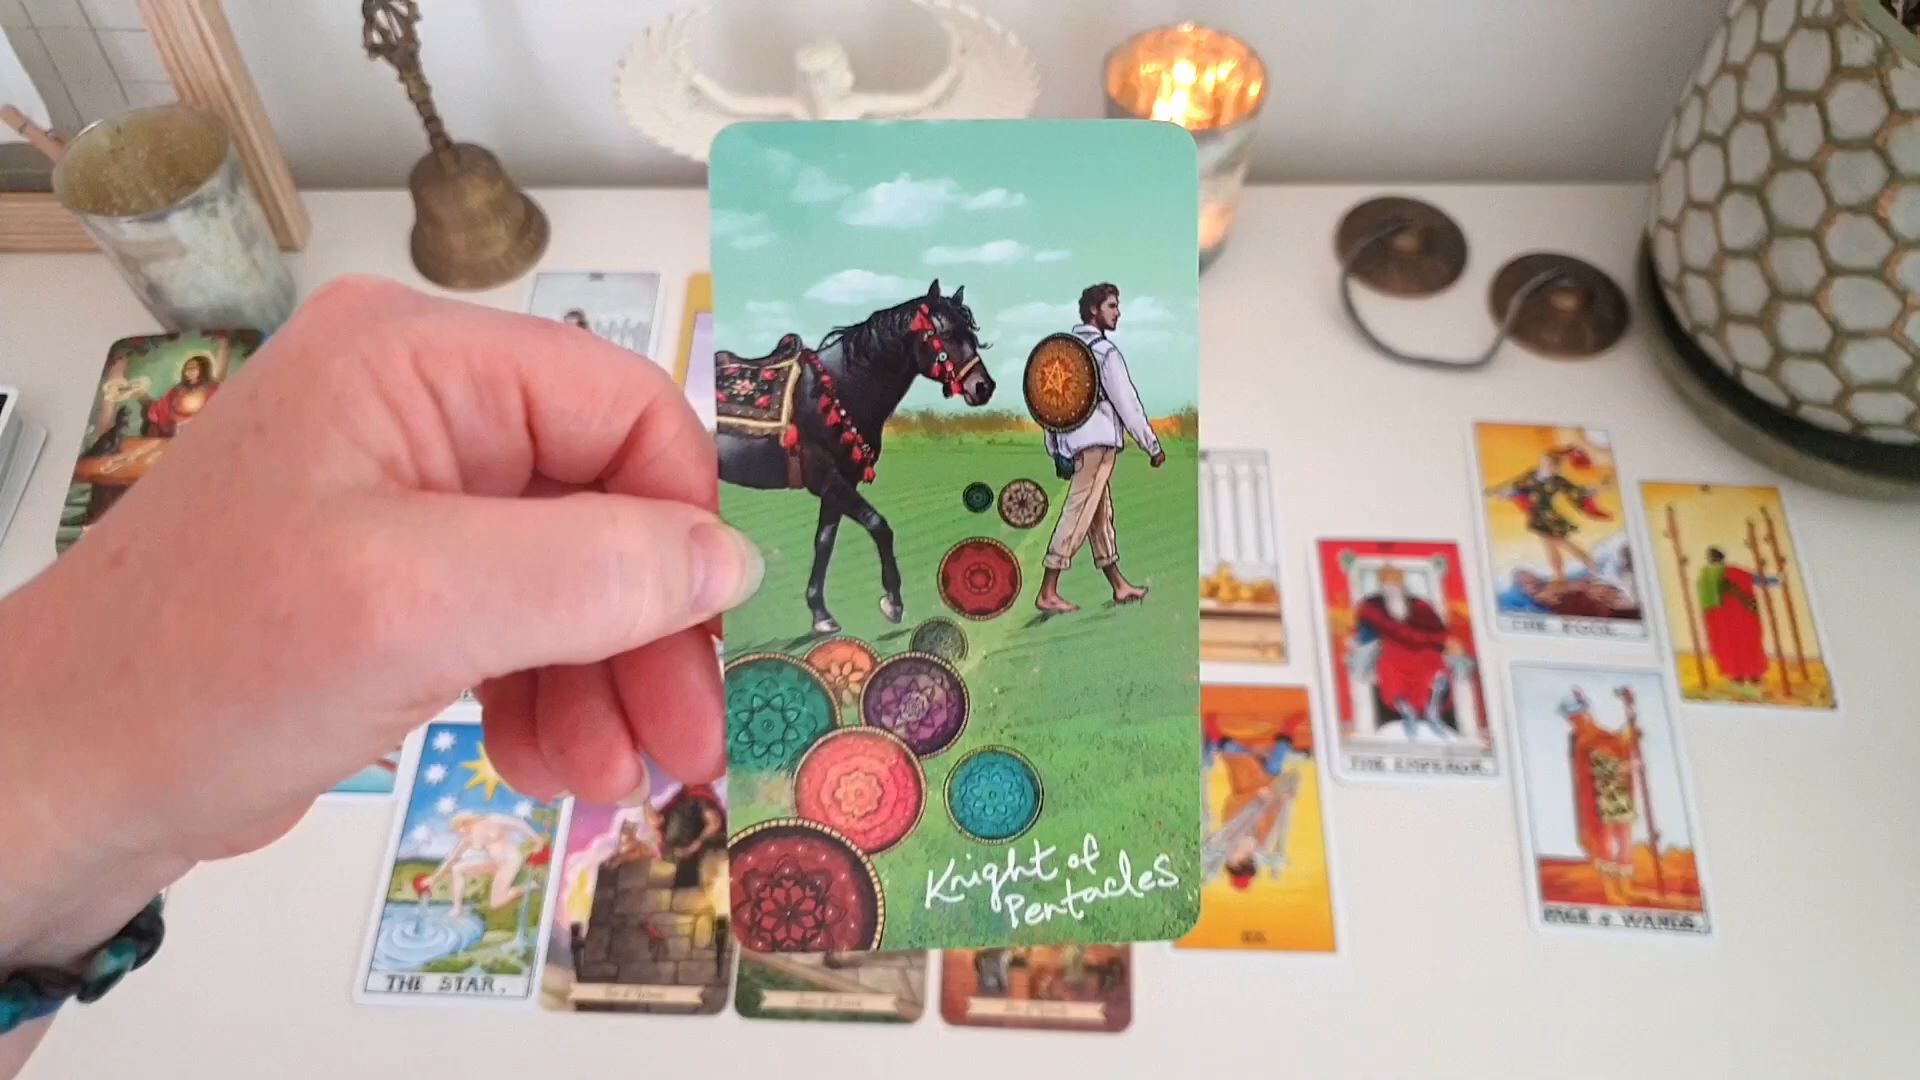 Knight of
Pentacles
THE FOOL.
THE EMPEROR.
PAGE of WANDS.
THE STAR.